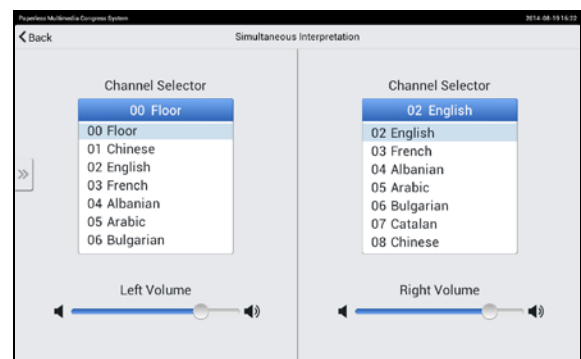 Paperless Multimedia Congress System
2014-08-19 16:22
Back
Simultaneous Interpretation
Channel Selector
00 Floor
00 Floor
01 Chinese
02 English
03 French
04 Albanian
05 Arabic
06 Bulgarian
Left Volume
Channel Selector
02 English
02 English
03 French
04 Albanian
05 Arabic
06 Bulgarian
07 Catalan
08 Chinese
Right Volume